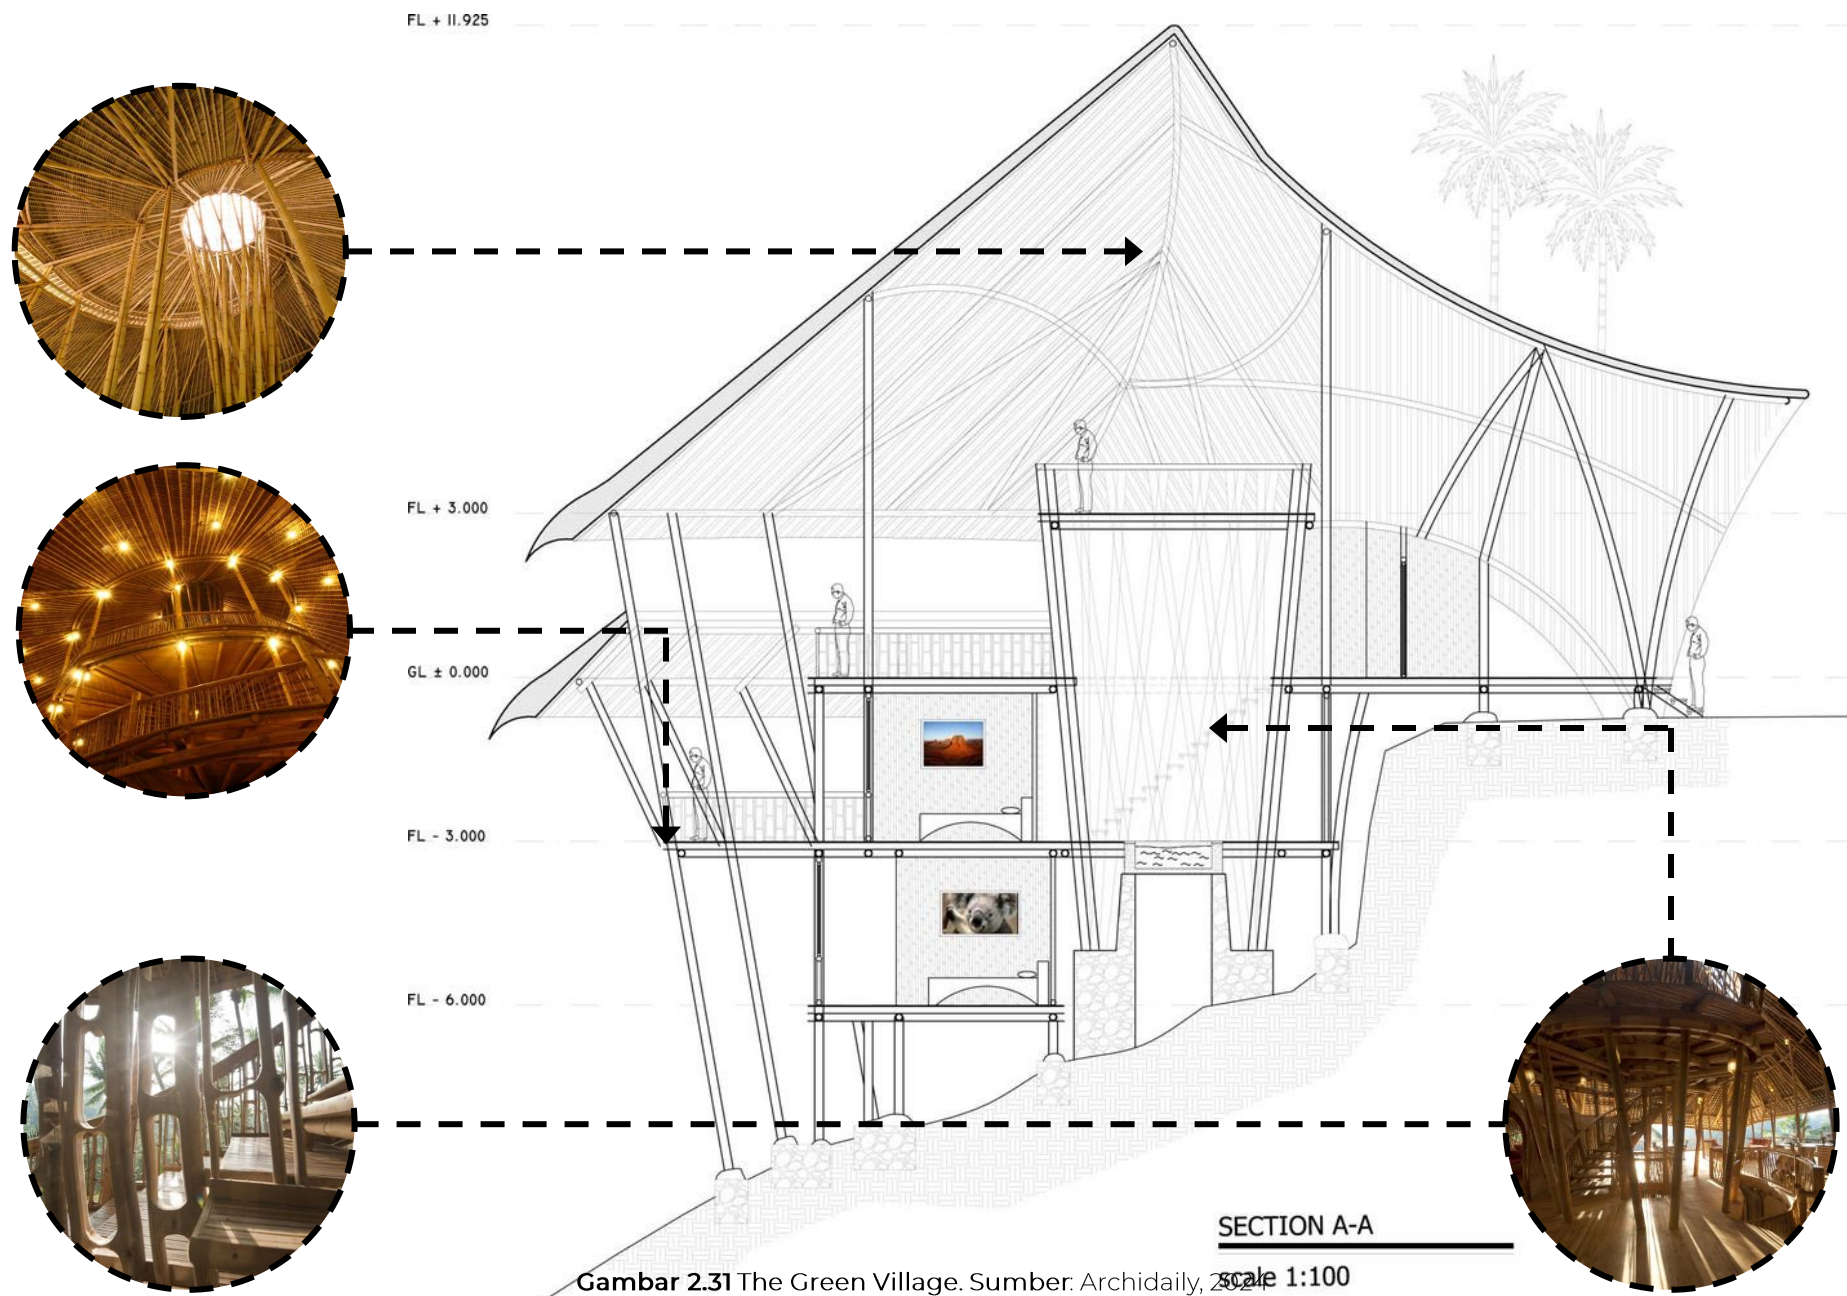 FL + 11.925
FL + 3.000
GL ± 0.000
FL - 3.000
FL - 6.000
SECTION A-A
scale 1:100
Gambar 2.31 The Green Village. Sumber: Archidaily, 2024